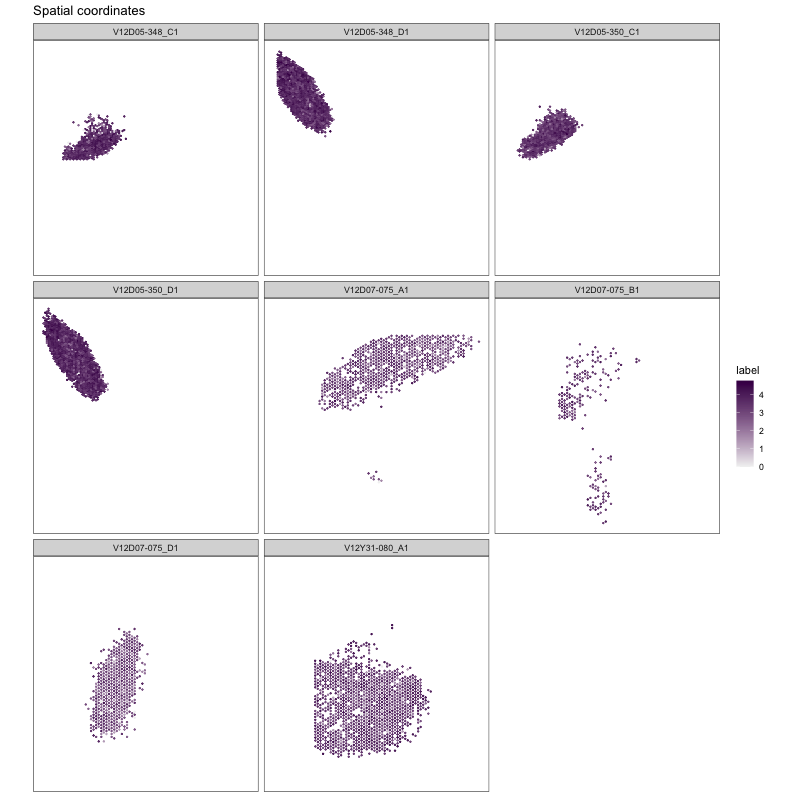 Spatial coordinates
V12D05-348_C1
V12D05-348_D1
V12D05-350_C1
V12D05-350_D1
V12D07-075_A1
V12D07-075_B1
label
4
3
2
1
0
V12D07-075_D1
V12Y31-080_A1